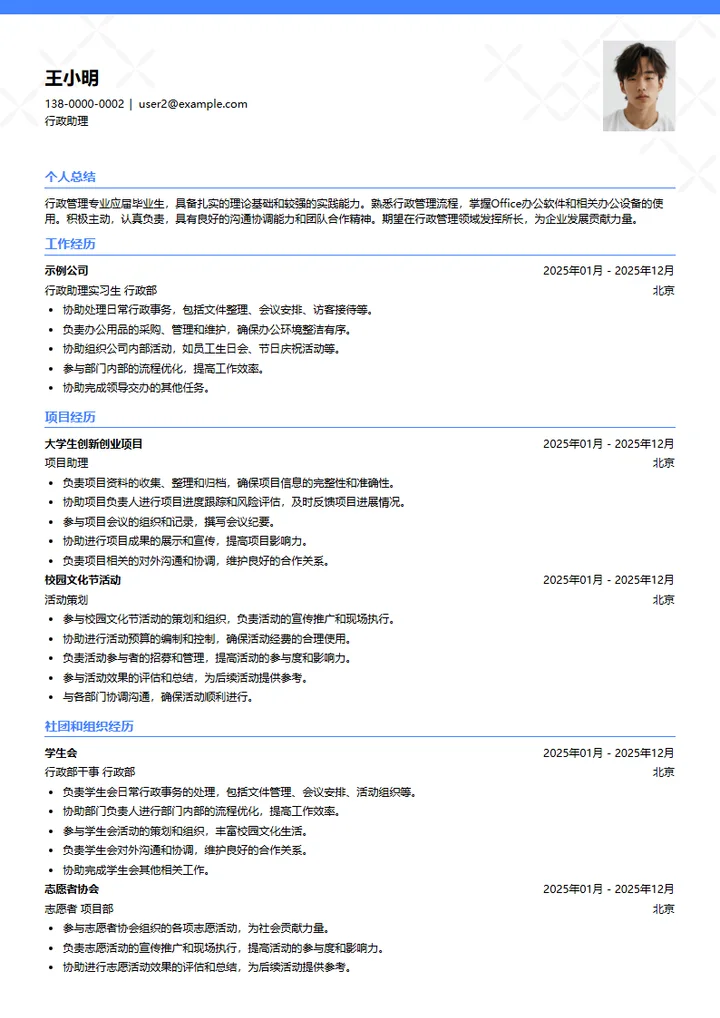 王小明
138-0000-0002 | user2@example.com
行政助理
个人总结
行政管理专业应届毕业生，具备扎实的理论基础和较强的实践能力。熟悉行政管理流程，掌握Office办公软件和相关办公设备的使
用。积极主动，认真负责，具有良好的沟通协调能力和团队合作精神。期望在行政管理领域发挥所长，为企业发展贡献力量。
工作经历
示例公司 2025年01月 - 2025年12月
行政助理实习生 行政部 北京
• 协助处理日常行政事务，包括文件整理、会议安排、访客接待等。
• 负责办公用品的采购、管理和维护，确保办公环境整洁有序。
• 协助组织公司内部活动，如员工生日会、节日庆祝活动等。
• 参与部门内部的流程优化，提高工作效率。
• 协助完成领导交办的其他任务。
项目经历
大学生创新创业项目 2025年01月 - 2025年12月
项目助理 北京
• 负责项目资料的收集、整理和归档，确保项目信息的完整性和准确性。
• 协助项目负责人进行项目进度跟踪和风险评估，及时反馈项目进展情况。
• 参与项目会议的组织和记录，撰写会议纪要。
• 协助进行项目成果的展示和宣传，提高项目影响力。
• 负责项目相关的对外沟通和协调，维护良好的合作关系。
校园文化节活动 2025年01月 - 2025年12月
活动策划 北京
• 参与校园文化节活动的策划和组织，负责活动的宣传推广和现场执行。
• 协助进行活动预算的编制和控制，确保活动经费的合理使用。
• 负责活动参与者的招募和管理，提高活动的参与度和影响力。
• 参与活动效果的评估和总结，为后续活动提供参考。
• 与各部门协调沟通，确保活动顺利进行。
社团和组织经历
学生会 2025年01月 - 2025年12月
行政部干事 行政部 北京
• 负责学生会日常行政事务的处理，包括文件管理、会议安排、活动组织等。
• 协助部门负责人进行部门内部的流程优化，提高工作效率。
• 参与学生会活动的策划和组织，丰富校园文化生活。
• 负责学生会对外沟通和协调，维护良好的合作关系。
• 协助完成学生会其他相关工作。
志愿者协会 2025年01月 - 2025年12月
志愿者 项目部 北京
• 参与志愿者协会组织的各项志愿活动，为社会贡献力量。
• 负责志愿活动的宣传推广和现场执行，提高活动的参与度和影响力。
• 协助进行志愿活动效果的评估和总结，为后续活动提供参考。